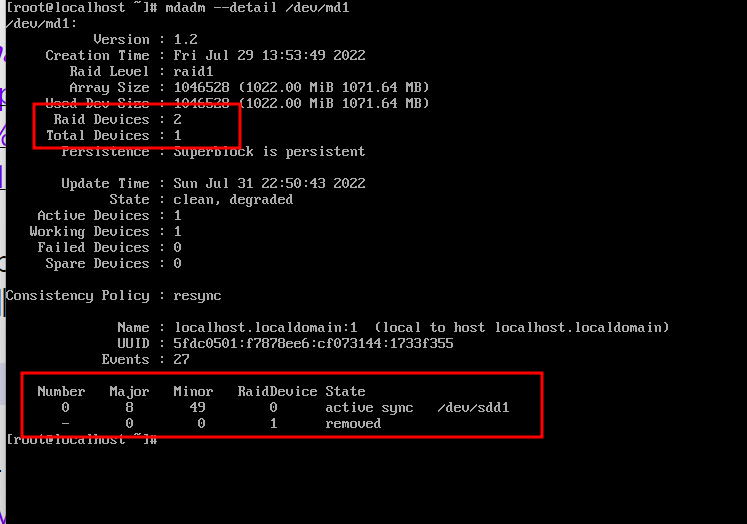 [root@localhost ~]# mdadm --detail /dev/md1
/dev/md1:
Version : 1.2
Creation Time : Fri Jul 29 13:53:49 2022
Raid Level : raid1
Array Size : 1046528 (1022.00 MiB 1071.64 MB)
Used Dev Size : 1046528 (1022.00 MiB 1071.64 MB)
Raid Devices : 2
Total Devices : 1
Persistence : Superblock is persistent
Update Time : Sun Jul 31 22:50:43 2022
State : clean, degraded
Active Devices : 1
Working Devices : 1
Failed Devices : 0
Spare Devices : 0
Consistency Policy : resync
Name : localhost.localdomain:1  (local to host localhost.localdomain)
UUID : 5fdc0501:f7878ee6:cf073144:1733f355
Events : 27
Number   Major   Minor   RaidDevice State
0       8       49        0      active sync   /dev/sdd1
-       0       0        1      removed
[root@localhost ~]#